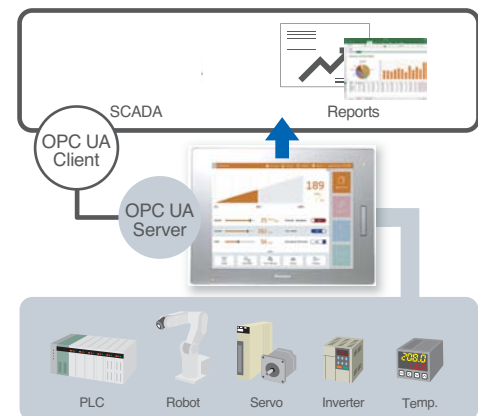 SCADA
Reports
OPC UA
Client
OPC UA
Server
189
PLC
Robot
Servo
Inverter
Temp.
208.0